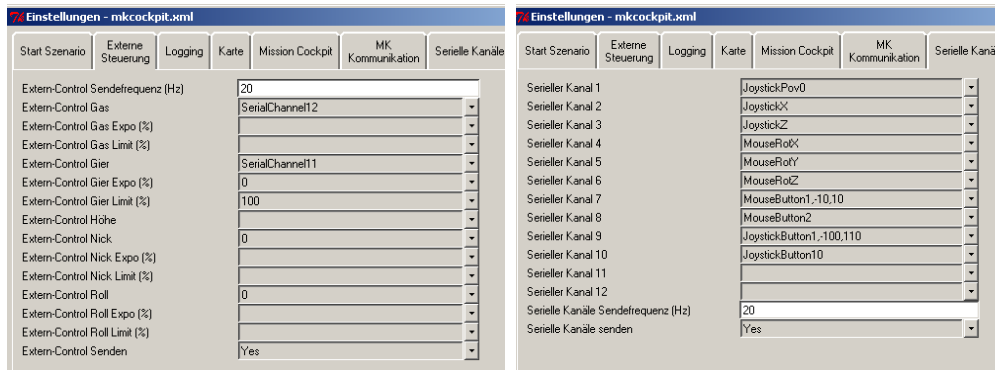 Einstellungen - mkcockpit.xml
Start Szenario Externe Steuerung Logging Karte Mission Cockpit MK Kommunikation Serielle Kanäle
Extern-Control Sendefrequenz (Hz) 20
Extern-Control Gas SerialChannel12
Extern-Control Gas Expo (%)
Extern-Control Gas Limit (%)
Extern-Control Gier SerialChannel11
Extern-Control Gier Expo (%) 0
Extern-Control Gier Limit (%) 100
Extern-Control Höhe
Extern-Control Nick 0
Extern-Control Nick Expo (%)
Extern-Control Nick Limit (%)
Extern-Control Roll 0
Extern-Control Roll Expo (%)
Extern-Control Roll Limit (%)
Extern-Control Senden Yes
Einstellungen - mkcockpit.xml
Start Szenario Externe Steuerung Logging Karte Mission Cockpit MK Kommunikation Serielle Kanä
Serieller Kanal 1 JoystickPov0
Serieller Kanal 2 JoystickX
Serieller Kanal 3 JoystickZ
Serieller Kanal 4 MouseRotX
Serieller Kanal 5 MouseRotY
Serieller Kanal 6 MouseRotZ
Serieller Kanal 7 MouseButton1,-10,10
Serieller Kanal 8 MouseButton2
Serieller Kanal 9 JoystickButton1,-100,110
Serieller Kanal 10 JoystickButton10
Serieller Kanal 11
Serieller Kanal 12
Serielle Kanäle Sendefrequenz (Hz) 20
Serielle Kanäle senden Yes